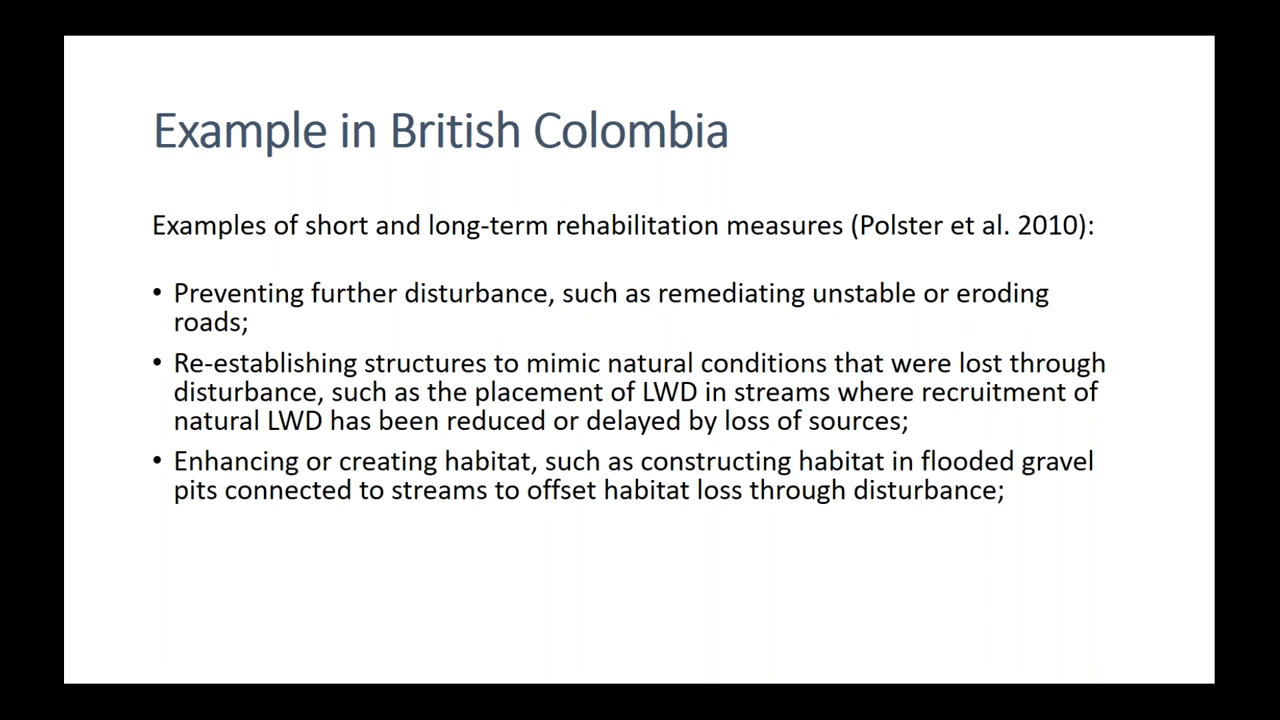 Example in British Colombia
Examples of short and long-term rehabilitation measures (Polster et al. 2010):
• Preventing further disturbance, such as remediating unstable or eroding
roads;
• Re-establishing structures to mimic natural conditions that were lost through
disturbance, such as the placement of LWD in streams where recruitment of
natural LWD has been reduced or delayed by loss of sources;
• Enhancing or creating habitat, such as constructing habitat in flooded gravel
pits connected to streams to offset habitat loss through disturbance;